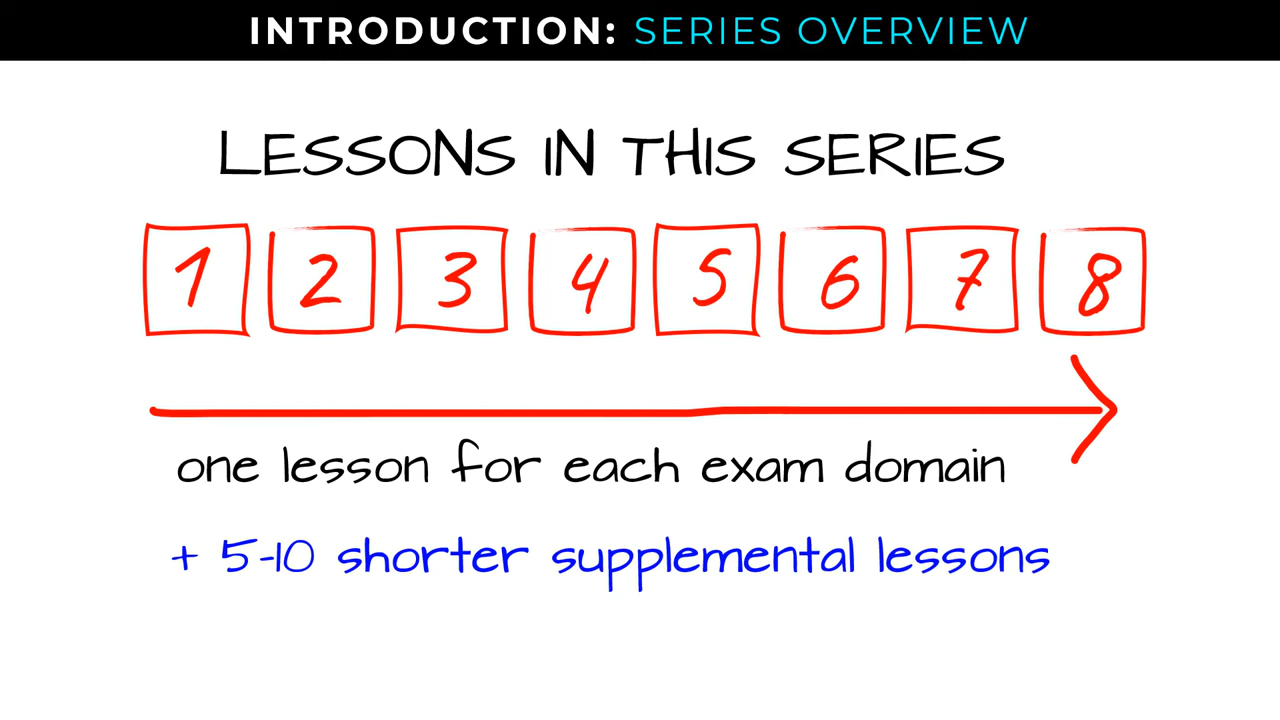 INTRODUCTION: SERIES OVERVIEW
LESSONS IN THIS SERIES
1 2 3 4 5 6 7 8
one lesson for each exam domain
+ 5-10 shorter supplemental lessons